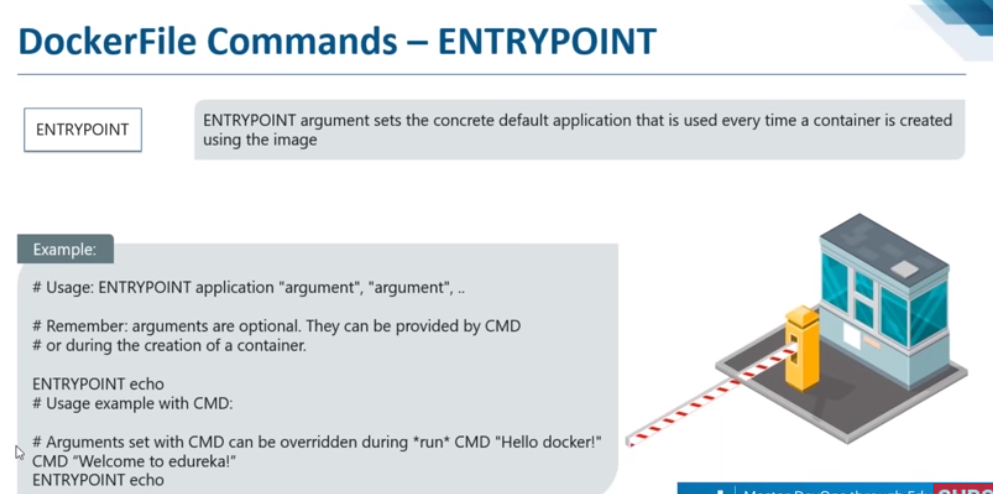 DockerFile Commands – ENTRYPOINT
ENTRYPOINT
ENTRYPOINT argument sets the concrete default application that is used every time a container is created
using the image
Example:
# Usage: ENTRYPOINT application "argument", "argument", ..
# Remember: arguments are optional. They can be provided by CMD
# or during the creation of a container.
ENTRYPOINT echo
# Usage example with CMD:
# Arguments set with CMD can be overridden during *run* CMD "Hello docker!"
CMD "Welcome to edureka!"
ENTRYPOINT echo